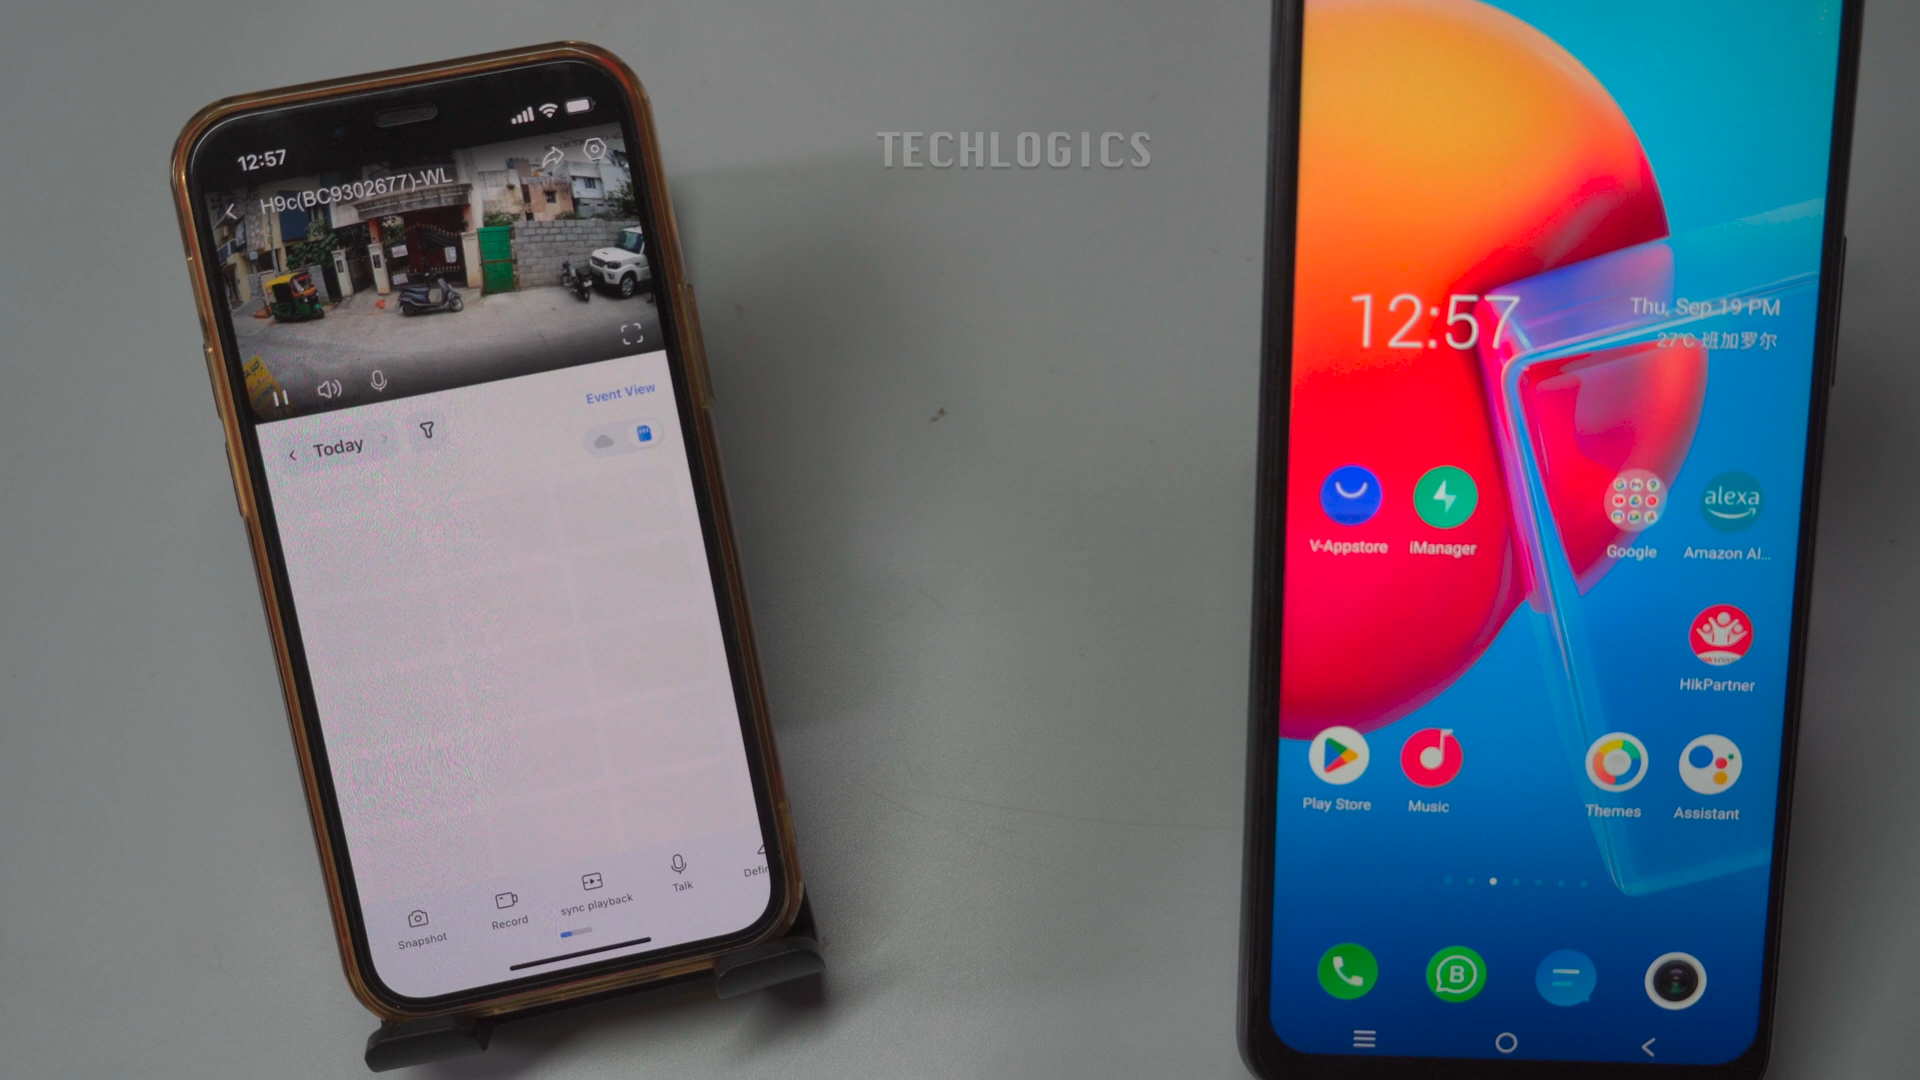 TECHLOGICS
12:57
H9c(BC9302677)-WL
Event View
Today
Snapshot
Record
sync playback
Talk
Defin
12:57
Thu, Sep 19 PM
27°C 班加罗尔
V-Appstore
iManager
Google
alexa
Amazon Al...
HikPartner
Play Store
Music
Themes
Assistant
B